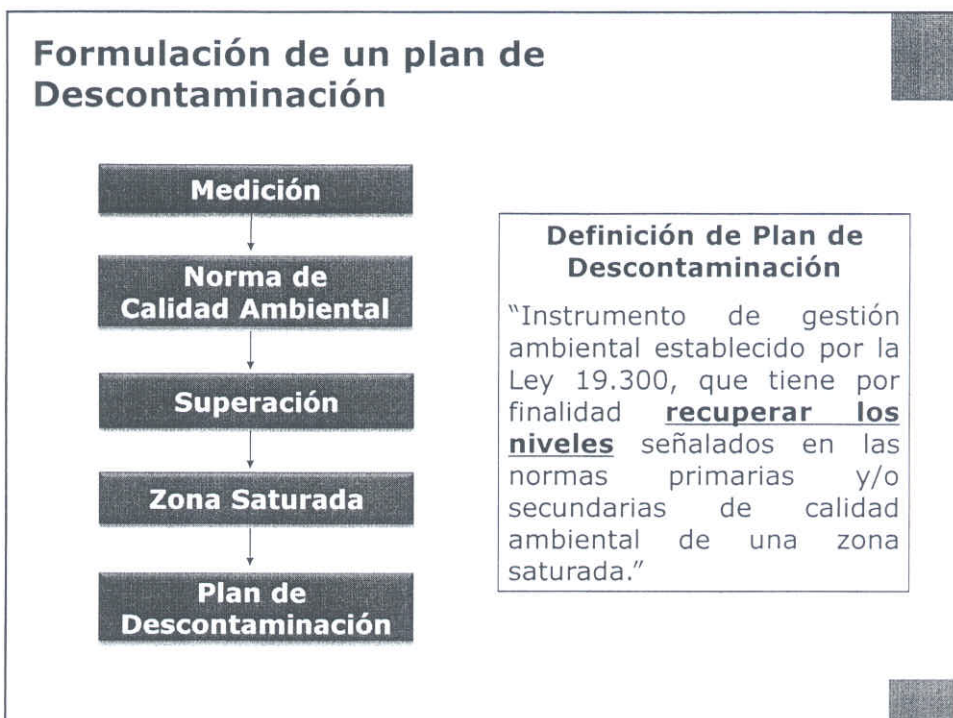 Formulación de un plan de
Descontaminación
Medición
Norma de
Calidad Ambiental
Superación
Zona Saturada
Plan de
Descontaminación
Definición de Plan de
Descontaminación
“Instrumento de gestión
ambiental establecido por la
Ley 19.300, que tiene por
finalidad recuperar los
niveles señalados en las
normas primarias y/o
secundarias de calidad
ambiental de una zona
saturada.”